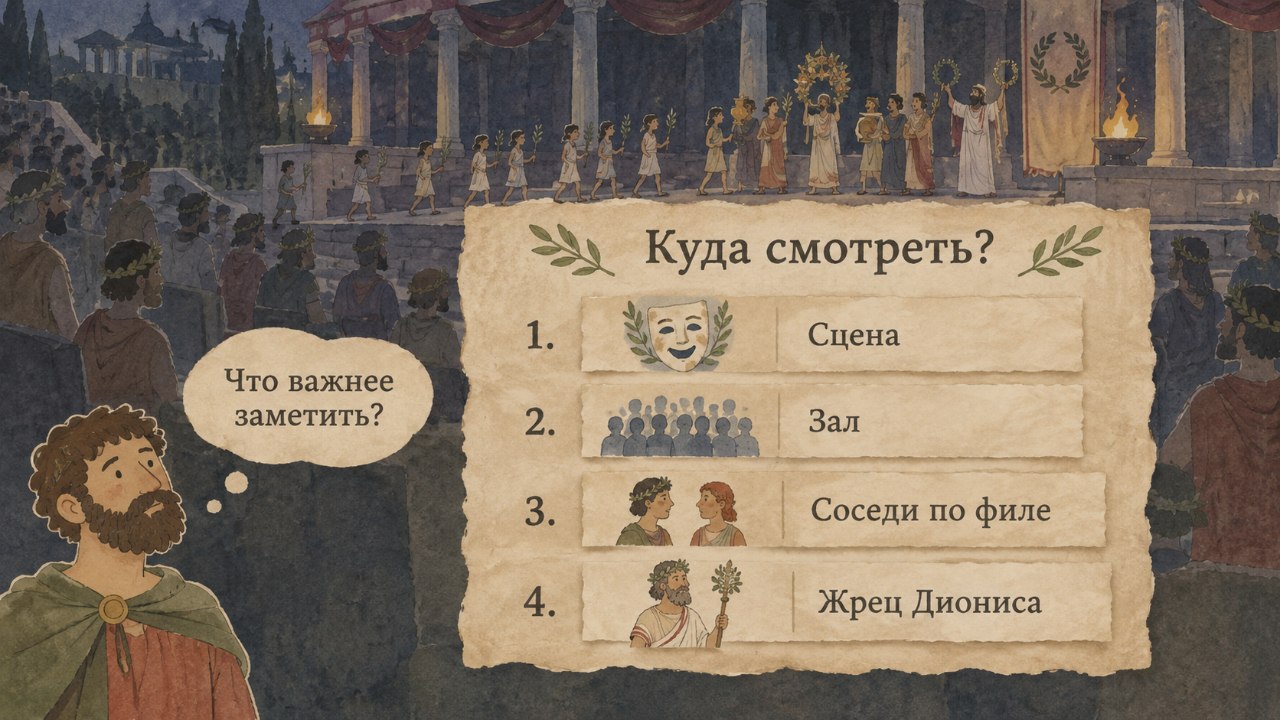 Куда смотреть?
Что важнее
заметить?
1. Сцена
2. Зал
3. Соседи по филе
4. Жрец Диониса